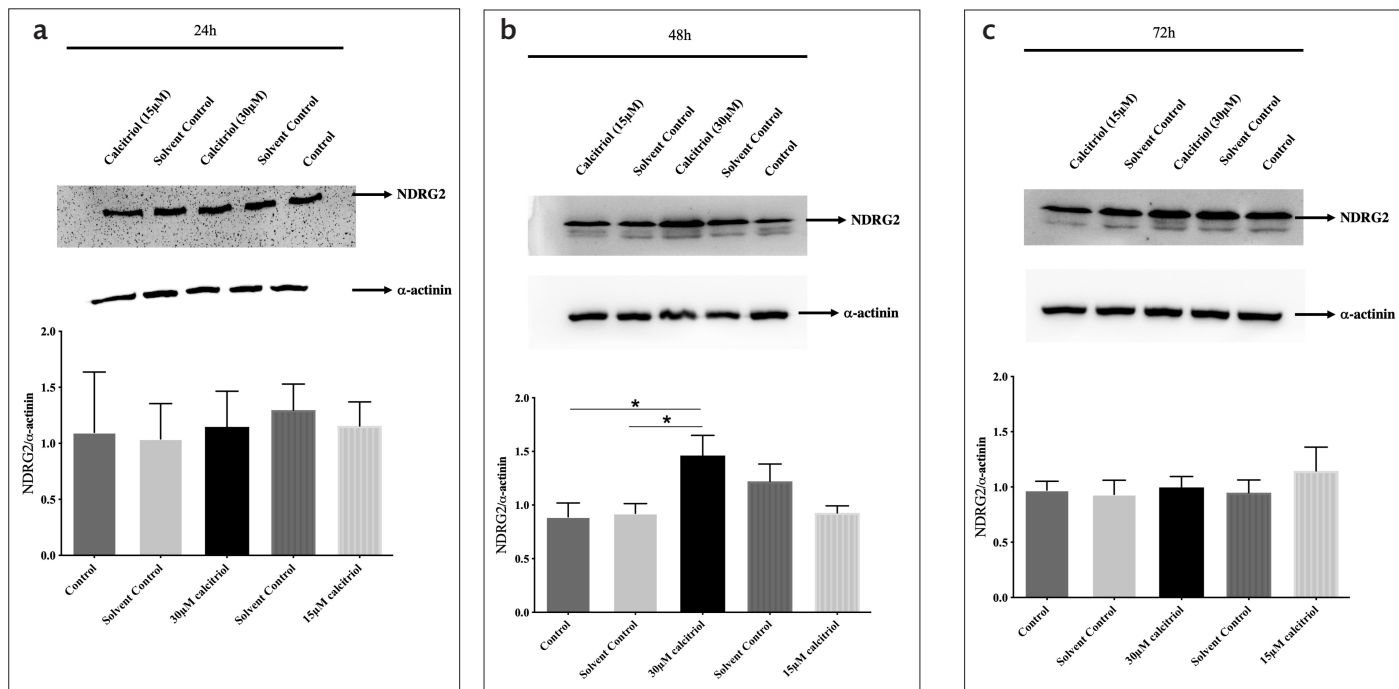 a
24h
Calcitriol (15µM)
Solvent Control
Calcitriol (30µM)
Solvent Control
Control
NDRG2
α-actinin
2.0
1.5
1.0
0.5
0.0
NDRG2/α-actinin
Control
Solvent Control
30µM calcitriol
Solvent Control
15µM calcitriol
b
48h
Calcitriol (15µM)
Solvent Control
Calcitriol (30µM)
Solvent Control
Control
NDRG2
α-actinin
2.0
1.5
1.0
0.5
0.0
NDRG2/α-actinin
*
*
Control
Solvent Control
30µM calcitriol
Solvent Control
15µM calcitriol
c
72h
Calcitriol (15µM)
Solvent Control
Calcitriol (30µM)
Solvent Control
Control
NDRG2
α-actinin
2.0
1.5
1.0
0.5
0.0
NDRG2/α-actinin
Control
Solvent Control
30µM calcitriol
Solvent Control
15µM calcitriol